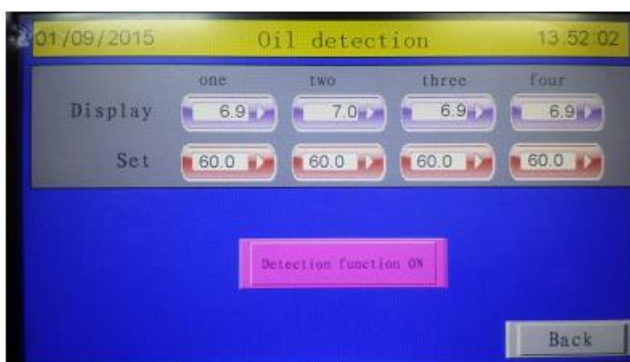 01/09/2015 Oil detection 13:52:02
one two three four
Display 6.9 7.0 6.9 6.9
Set 60.0 60.0 60.0 60.0
Detection function ON
Back